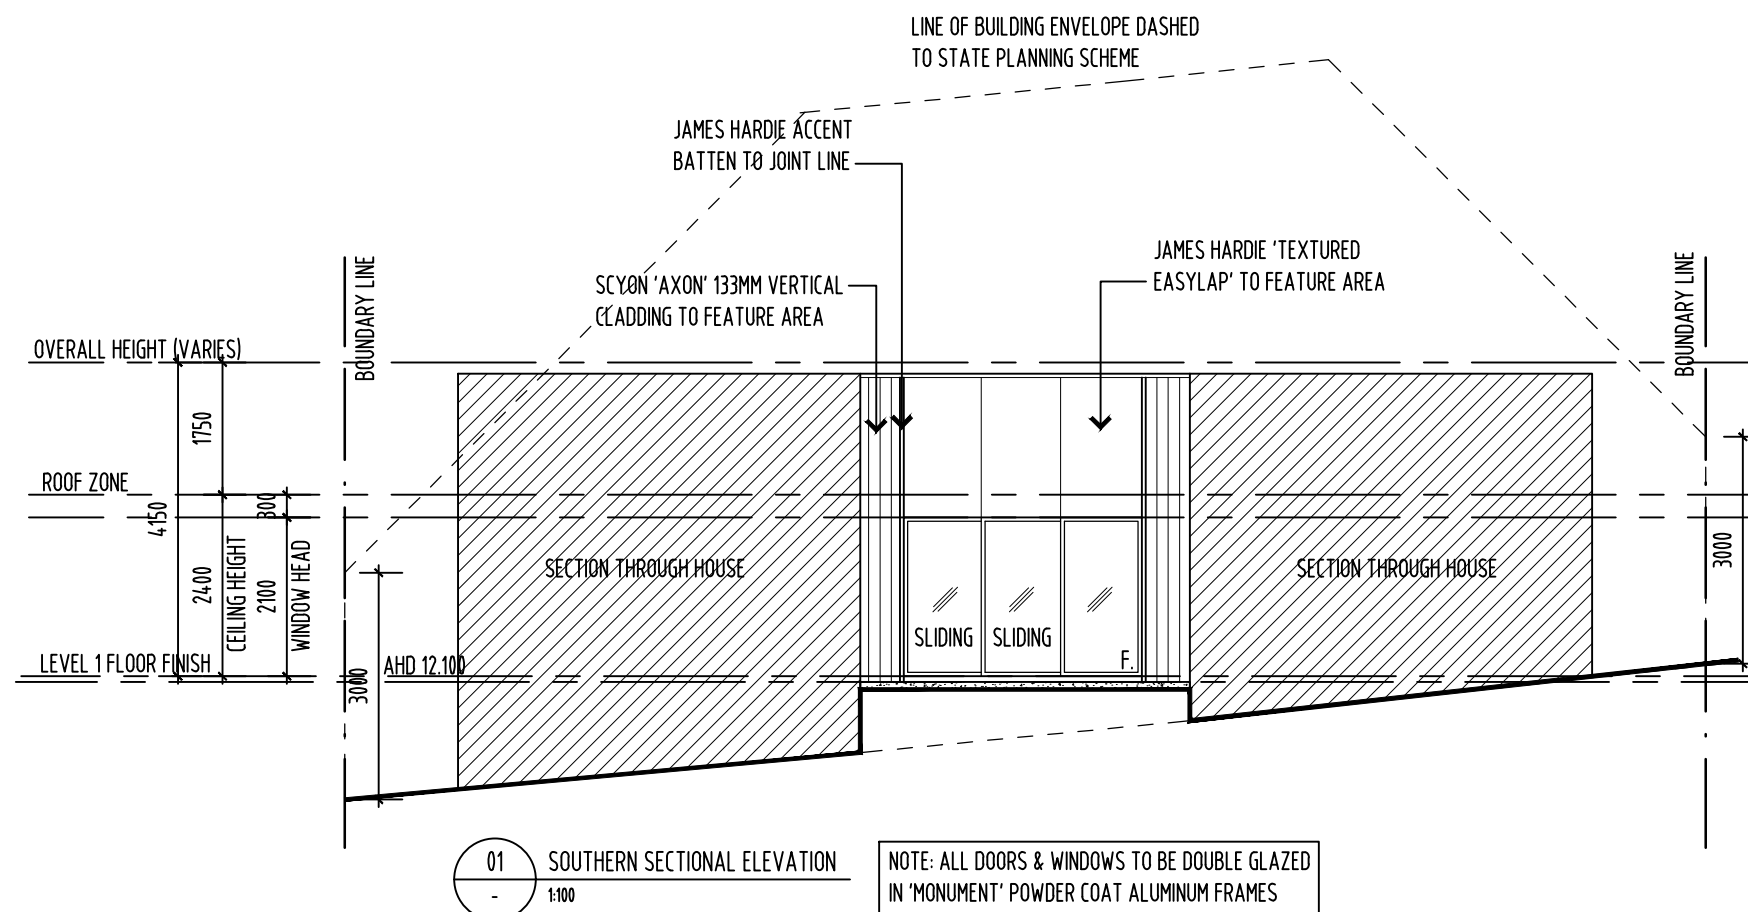 LINE OF BUILDING ENVELOPE DASHED
TO STATE PLANNING SCHEME
JAMES HARDIE ACCENT
BATTEN TO JOINT LINE
JAMES HARDIE 'TEXTURED
EASYLAP' TO FEATURE AREA
SCYON 'AXON' 133MM VERTICAL
CLADDING TO FEATURE AREA
BOUNDARY LINE
BOUNDARY LINE
OVERALL HEIGHT (VARIES)
1750
ROOF ZONE
4150
300
2400
CEILING HEIGHT
2100
WINDOW HEAD
SECTION THROUGH HOUSE
SECTION THROUGH HOUSE
3000
SLIDING
SLIDING
F.
LEVEL 1 FLOOR FINISH
AHD 12.100
3000
01
-
SOUTHERN SECTIONAL ELEVATION
1:100
NOTE: ALL DOORS & WINDOWS TO BE DOUBLE GLAZED
IN 'MONUMENT' POWDER COAT ALUMINUM FRAMES